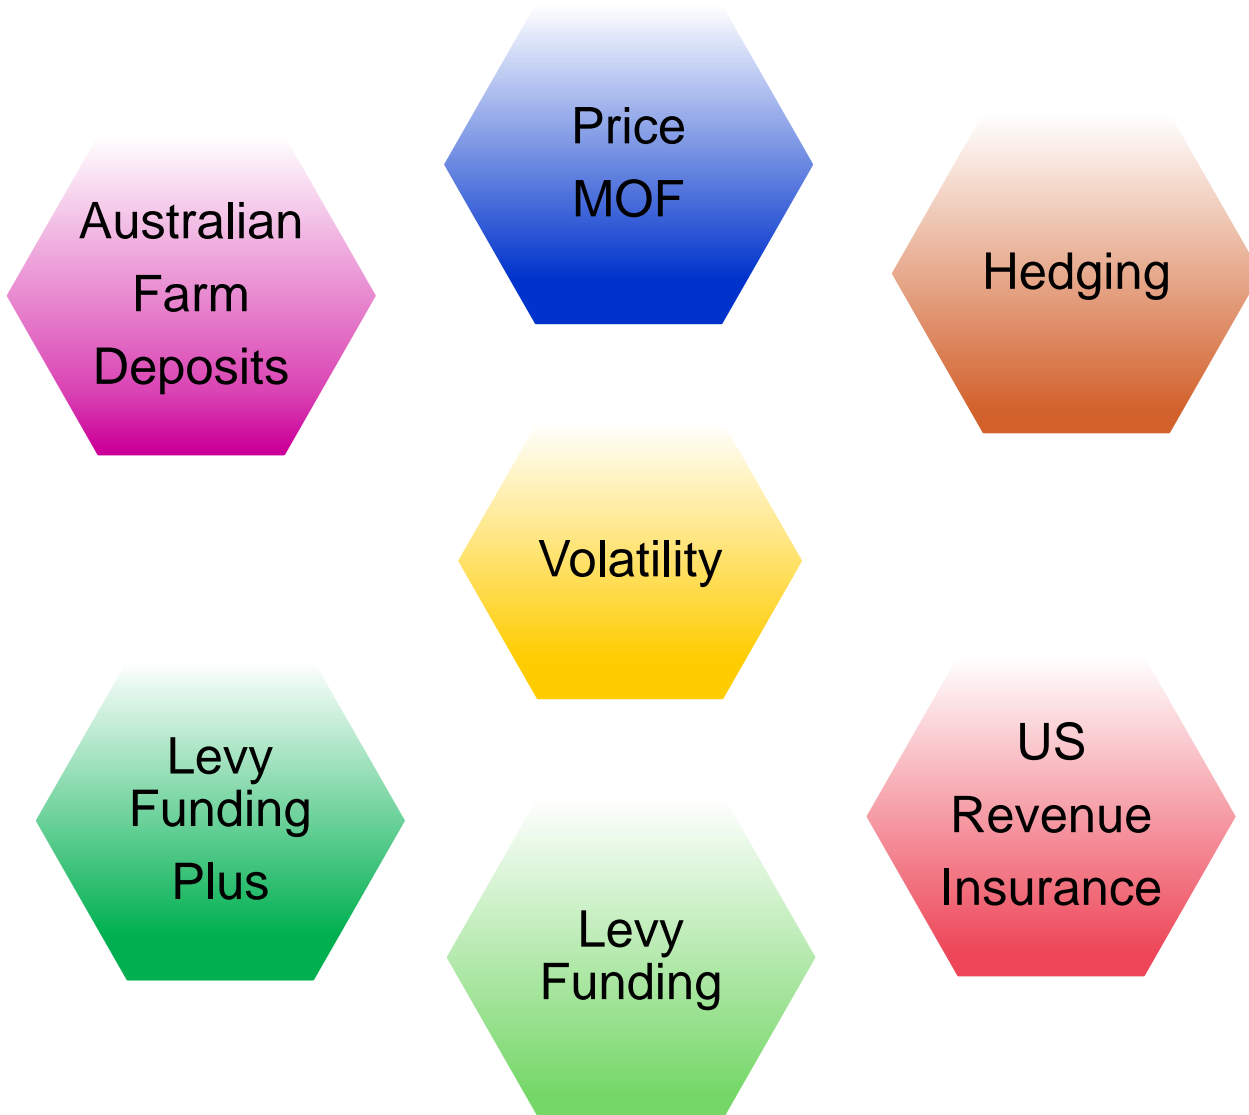 Price
MOF
Australian
Farm
Deposits
Hedging
Volatility
Levy
Funding
Plus
US
Revenue
Insurance
Levy
Funding